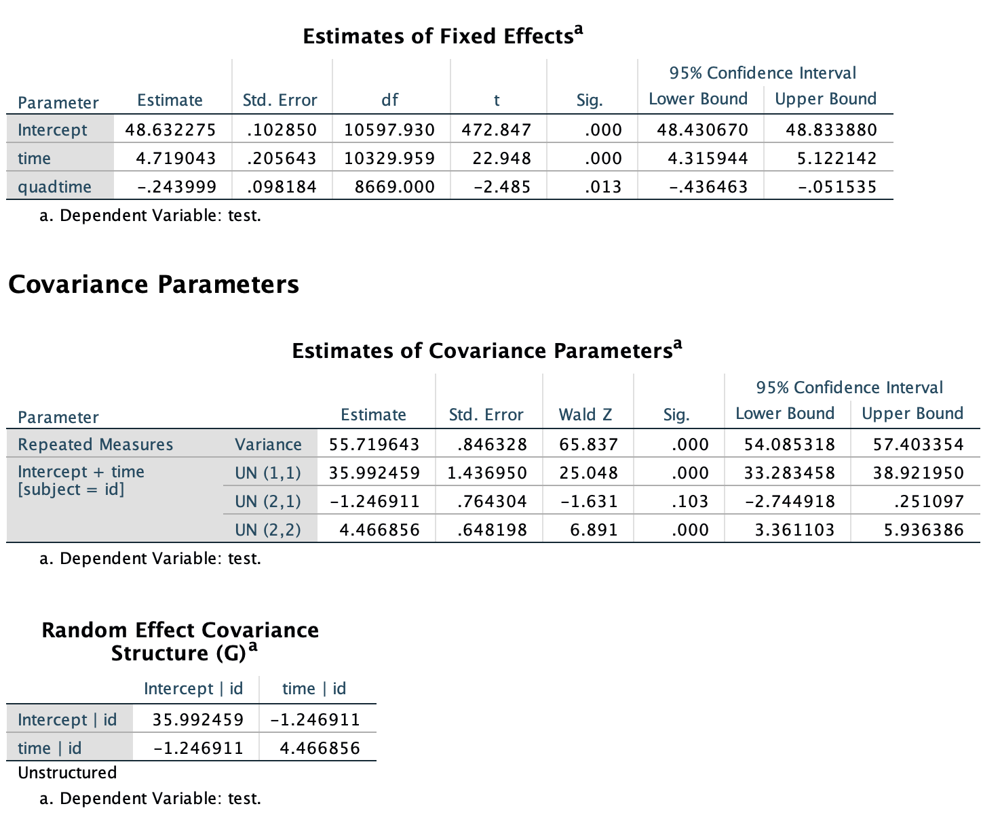 Estimates of Fixed Effectsa
95% Confidence Interval
Parameter Estimate Std. Error df t Sig. Lower Bound Upper Bound
Intercept 48.632275 .102850 10597.930 472.847 .000 48.430670 48.833880
time 4.719043 .205643 10329.959 22.948 .000 4.315944 5.122142
quadtime -.243999 .098184 8669.000 -2.485 .013 -.436463 -.051535
a. Dependent Variable: test.
Covariance Parameters
Estimates of Covariance Parametersa
95% Confidence Interval
Parameter Estimate Std. Error Wald Z Sig. Lower Bound Upper Bound
Repeated Measures Variance 55.719643 .846328 65.837 .000 54.085318 57.403354
Intercept + time UN (1,1) 35.992459 1.436950 25.048 .000 33.283458 38.921950
[subject = id]
UN (2,1) -1.246911 .764304 -1.631 .103 -2.744918 .251097
UN (2,2) 4.466856 .648198 6.891 .000 3.361103 5.936386
a. Dependent Variable: test.
Random Effect Covariance
Structure (G)a
Intercept | id time | id
Intercept | id 35.992459 -1.246911
time | id -1.246911 4.466856
Unstructured
a. Dependent Variable: test.